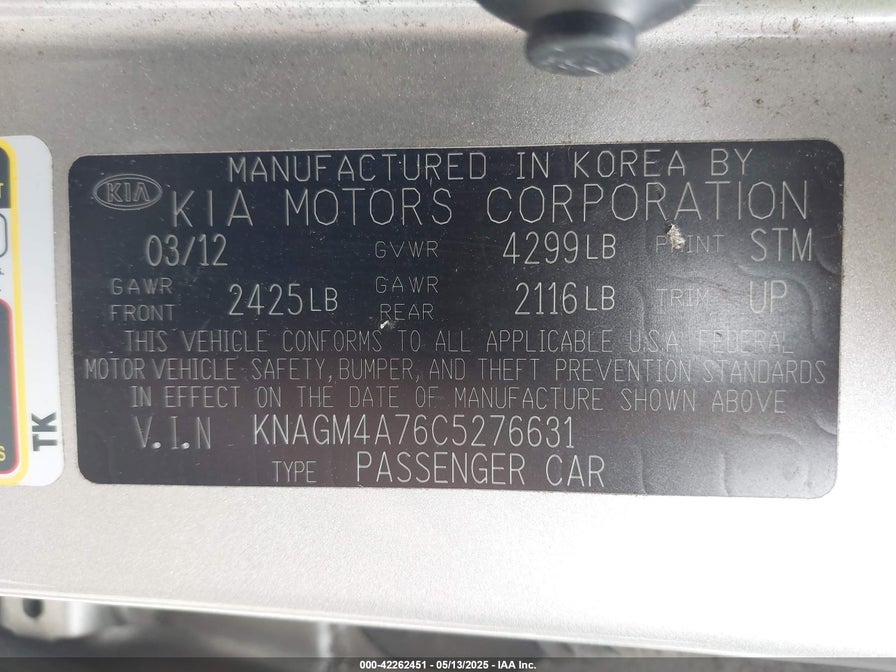 MANUFACTURED IN KOREA BY
KIA
KIA MOTORS CORPORATION
03/12 GVWR 4299LB PAINT STM
GAWR FRONT 2425LB GAWR REAR 2116LB TRIM UP
THIS VEHICLE CONFORMS TO ALL APPLICABLE U.S.A. FEDERAL
MOTOR VEHICLE SAFETY, BUMPER, AND THEFT PREVENTION STANDARDS
IN EFFECT ON THE DATE OF MANUFACTURE SHOWN ABOVE
V.I.N KNAGM4A76C5276631
TYPE PASSENGER CAR
TK
000-42262451 - 05/13/2025 - IAA Inc.